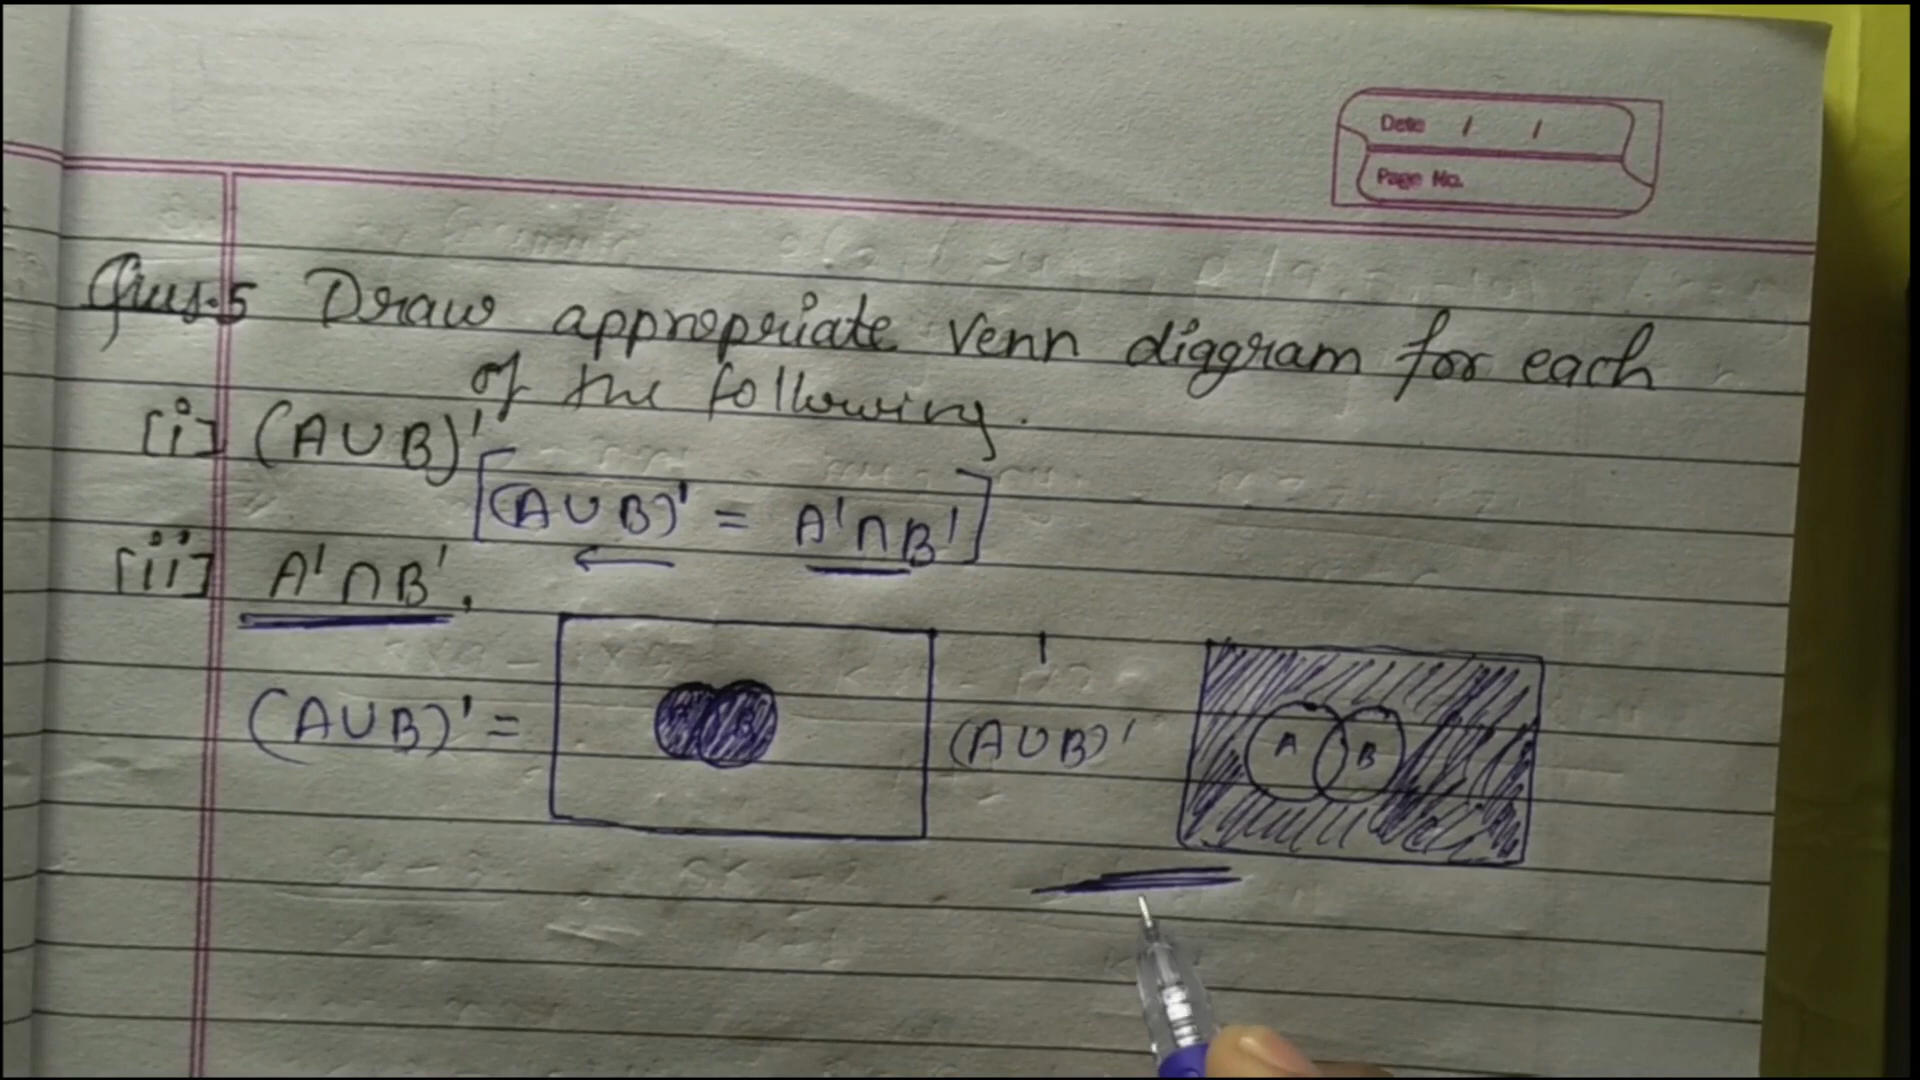 Date / /
Page No.
Ques.5 Draw appropriate Venn diggram for each
of the following.
[i] (A∪B)'
[(A∪B)' = A'∩B']
[ii] A'∩B'.
(A∪B)' =
(A∪B)'
A B